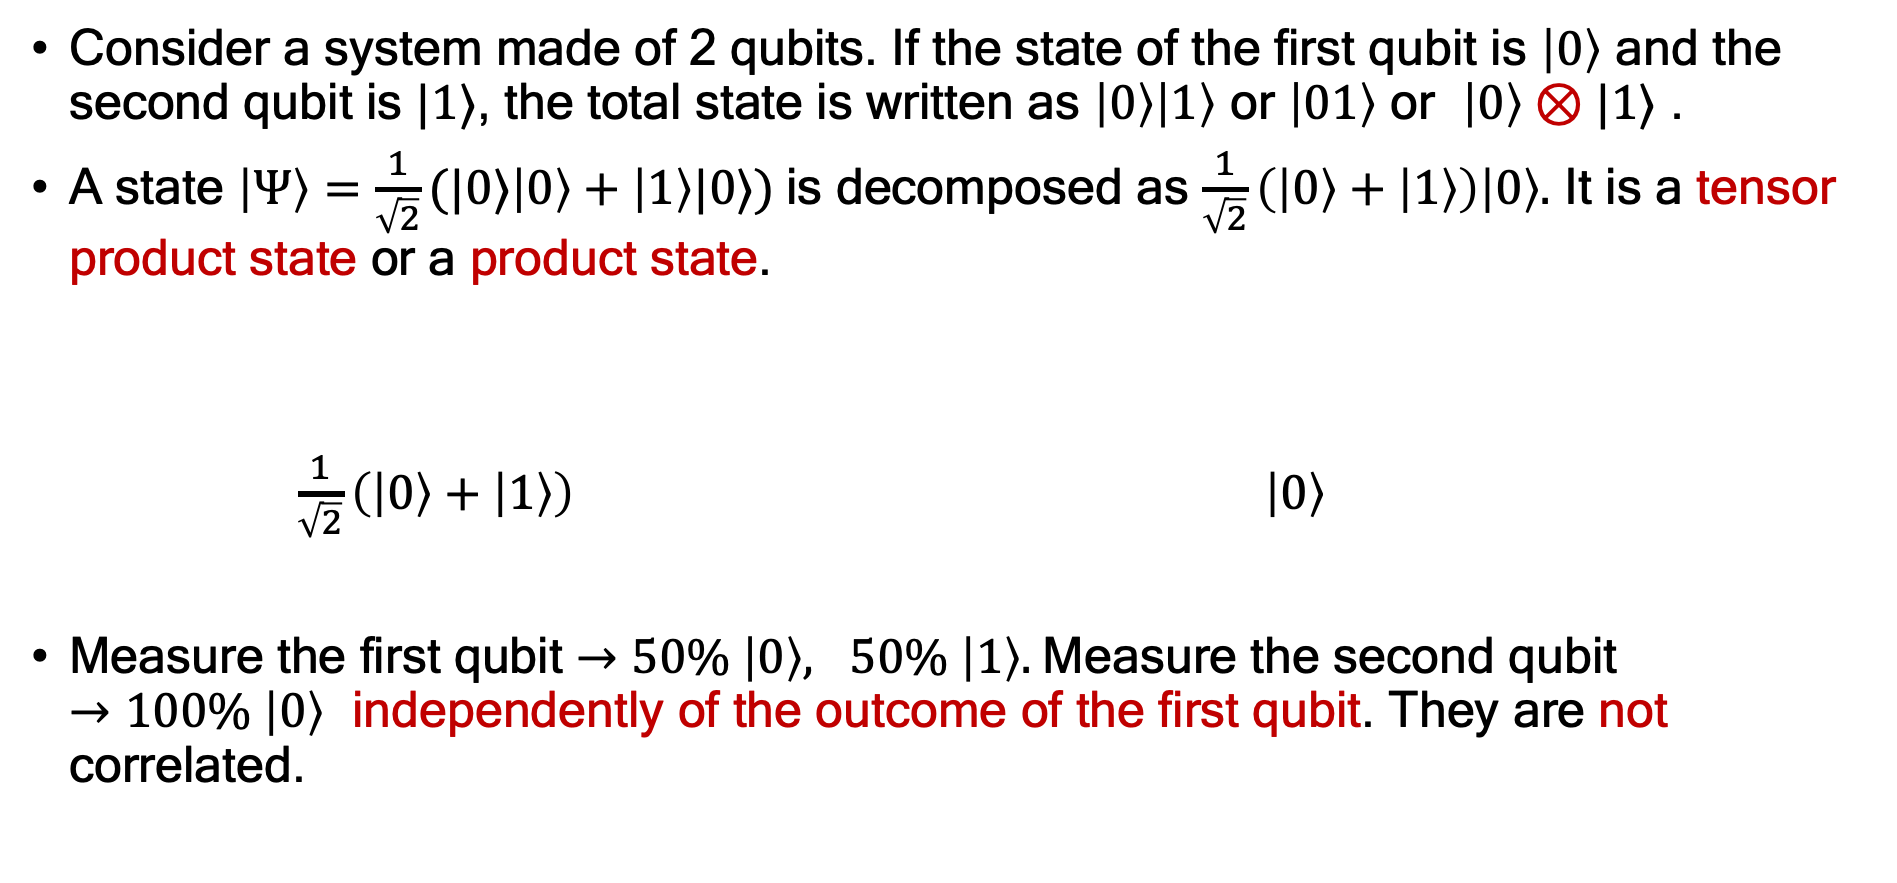 • Consider a system made of 2 qubits. If the state of the first qubit is |0⟩ and the
second qubit is |1⟩, the total state is written as |0⟩|1⟩ or |01⟩ or |0⟩ ⊗ |1⟩ .
• A state |Ψ⟩ = 1/√2 (|0⟩|0⟩ + |1⟩|0⟩) is decomposed as 1/√2 (|0⟩ + |1⟩)|0⟩. It is a tensor
product state or a product state.
1/√2 (|0⟩ + |1⟩) |0⟩
• Measure the first qubit → 50% |0⟩, 50% |1⟩. Measure the second qubit
→ 100% |0⟩ independently of the outcome of the first qubit. They are not
correlated.